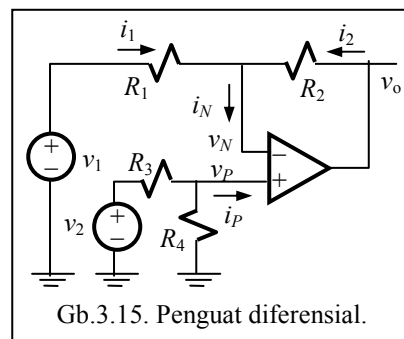 i1 i2
R1 R2 vo
iN
vN
+ − v1 R3 vP − +
v2 + − R4 iP
Gb.3.15. Penguat diferensial.